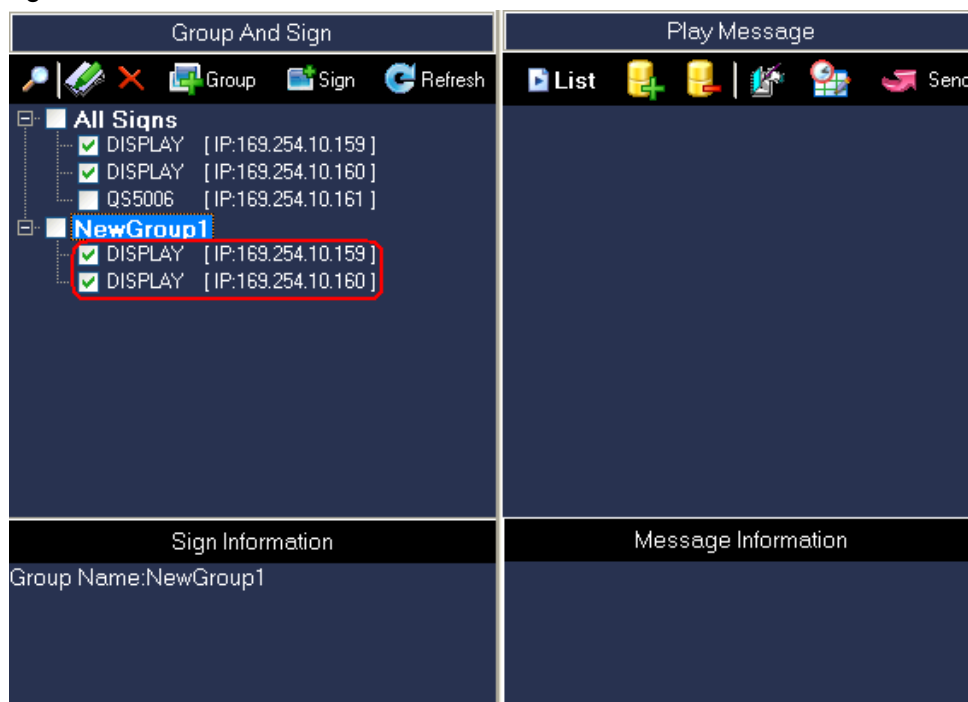 Group And Sign
Group Sign Refresh
All Signs
DISPLAY [ IP:169.254.10.159 ]
DISPLAY [ IP:169.254.10.160 ]
QS5006 [ IP:169.254.10.161 ]
NewGroup1
DISPLAY [ IP:169.254.10.159 ]
DISPLAY [ IP:169.254.10.160 ]
Sign Information
Group Name:NewGroup1
Play Message
List Send
Message Information